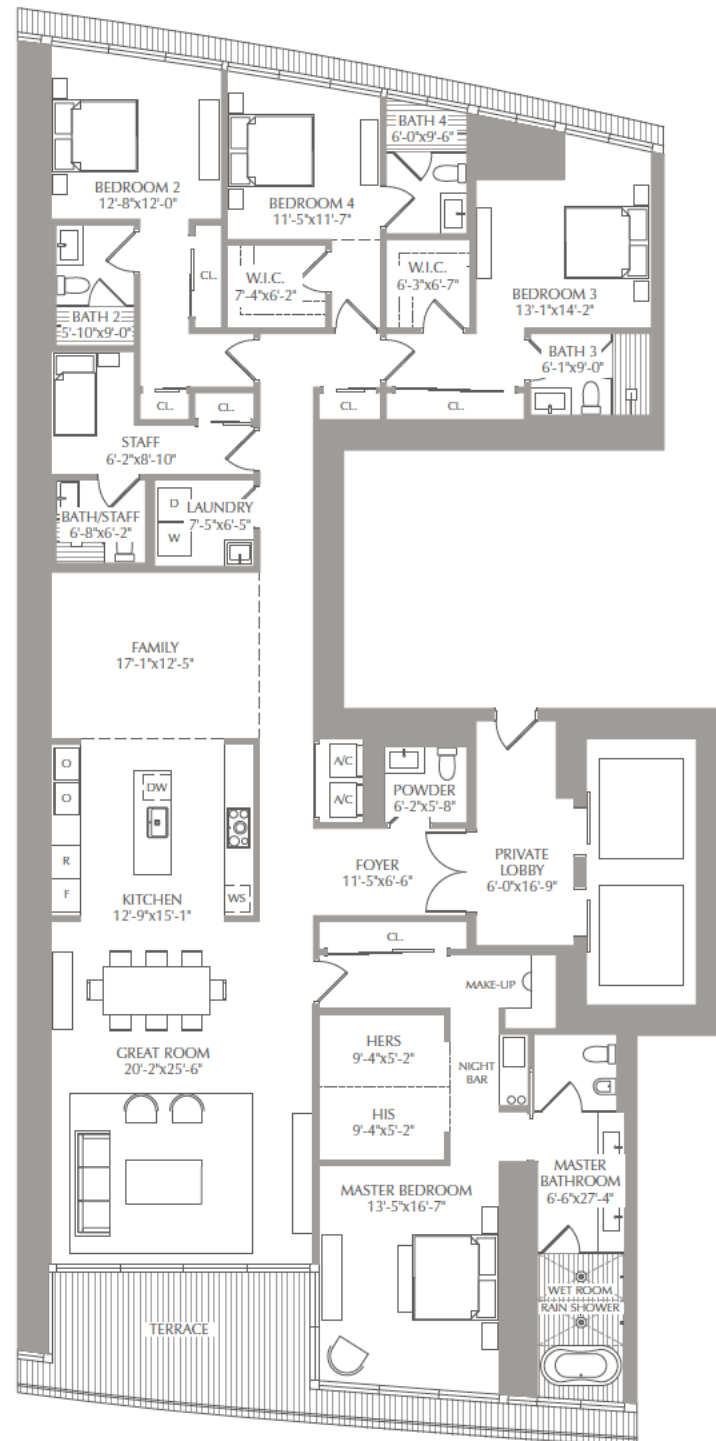 BATH 4
6'-0"x9'-6"
BEDROOM 2
12'-8"x12'-0"
BEDROOM 4
11'-5"x11'-7"
W.I.C.
7'-4"x6'-2"
W.I.C.
6'-3"x6'-7"
CL.
BEDROOM 3
13'-1"x14'-2"
BATH 2
5'-10"x9'-0"
BATH 3
6'-1"x9'-0"
CL.
CL.
CL.
CL.
STAFF
6'-2"x8'-10"
BATH/STAFF
6'-8"x6'-2"
D
W
LAUNDRY
7'-5"x6'-5"
FAMILY
17'-1"x12'-5"
O
O
R
F
DW
WS
KITCHEN
12'-9"x15'-1"
A/C
A/C
POWDER
6'-2"x5'-8"
FOYER
11'-5"x6'-6"
PRIVATE
LOBBY
6'-0"x16'-9"
CL.
MAKE-UP
GREAT ROOM
20'-2"x25'-6"
HERS
9'-4"x5'-2"
HIS
9'-4"x5'-2"
NIGHT
BAR
MASTER BEDROOM
13'-5"x16'-7"
MASTER
BATHROOM
6'-6"x27'-4"
WET ROOM
RAIN SHOWER
TERRACE